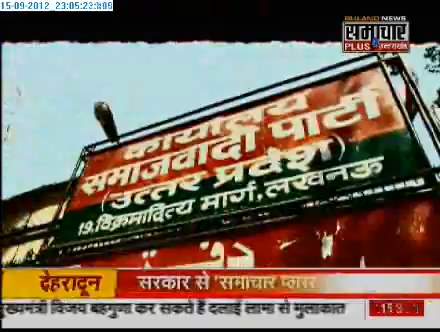 15-09-2012 23:05:22:809
BULAND NEWS
समाचार
PLUS
कार्यालय
समाजवादी पार्टी
(उत्तर प्रदेश)
19, विक्रमादित्य मार्ग, लखनऊ
देहरादून
सरकार से 'समाचार प्लस
मुख्यमंत्री विजय बहुगुणा कर सकते हैं दलाई लामा से मुलाकात